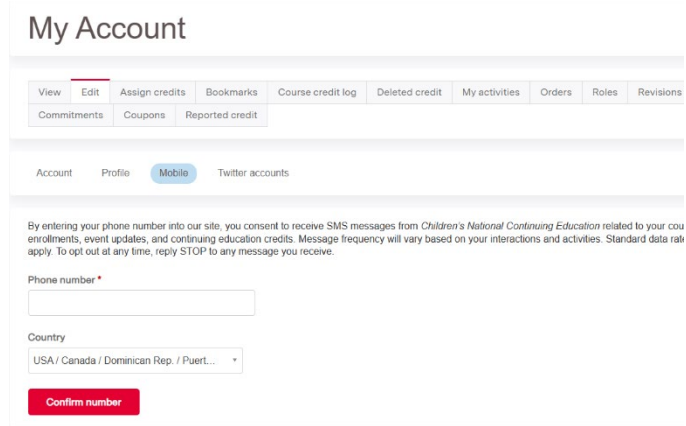 My Account
View Edit Assign credits Bookmarks Course credit log Deleted credit My activities Orders Roles Revisions
Commitments Coupons Reported credit
Account Profile Mobile Twitter accounts
By entering your phone number into our site, you consent to receive SMS messages from Children's National Continuing Education related to your
enrollments, event updates, and continuing education credits. Message frequency will vary based on your interactions and activities. Standard data
apply. To opt out at any time, reply STOP to any message you receive.
Phone number *
Country
USA / Canada / Dominican Rep. / Puert...
Confirm number